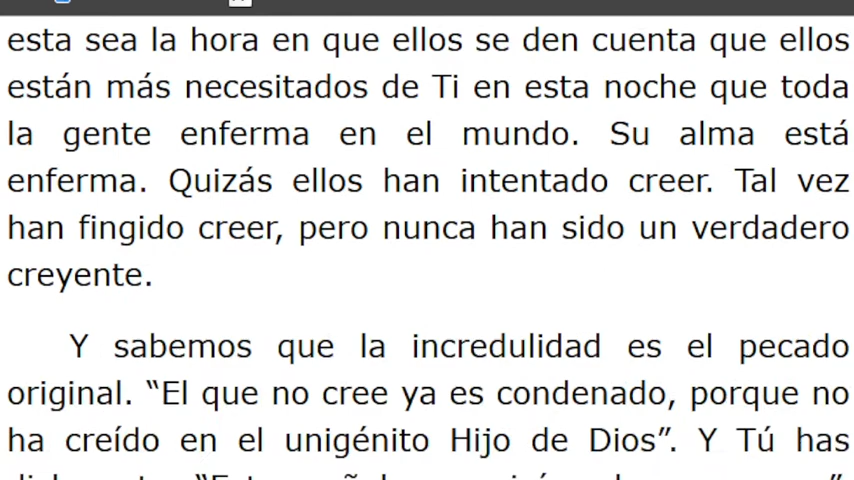 esta sea la hora en que ellos se den cuenta que ellos
están más necesitados de Ti en esta noche que toda
la gente enferma en el mundo. Su alma está
enferma. Quizás ellos han intentado creer. Tal vez
han fingido creer, pero nunca han sido un verdadero
creyente.
Y sabemos que la incredulidad es el pecado
original. “El que no cree ya es condenado, porque no
ha creído en el unigénito Hijo de Dios”. Y Tú has